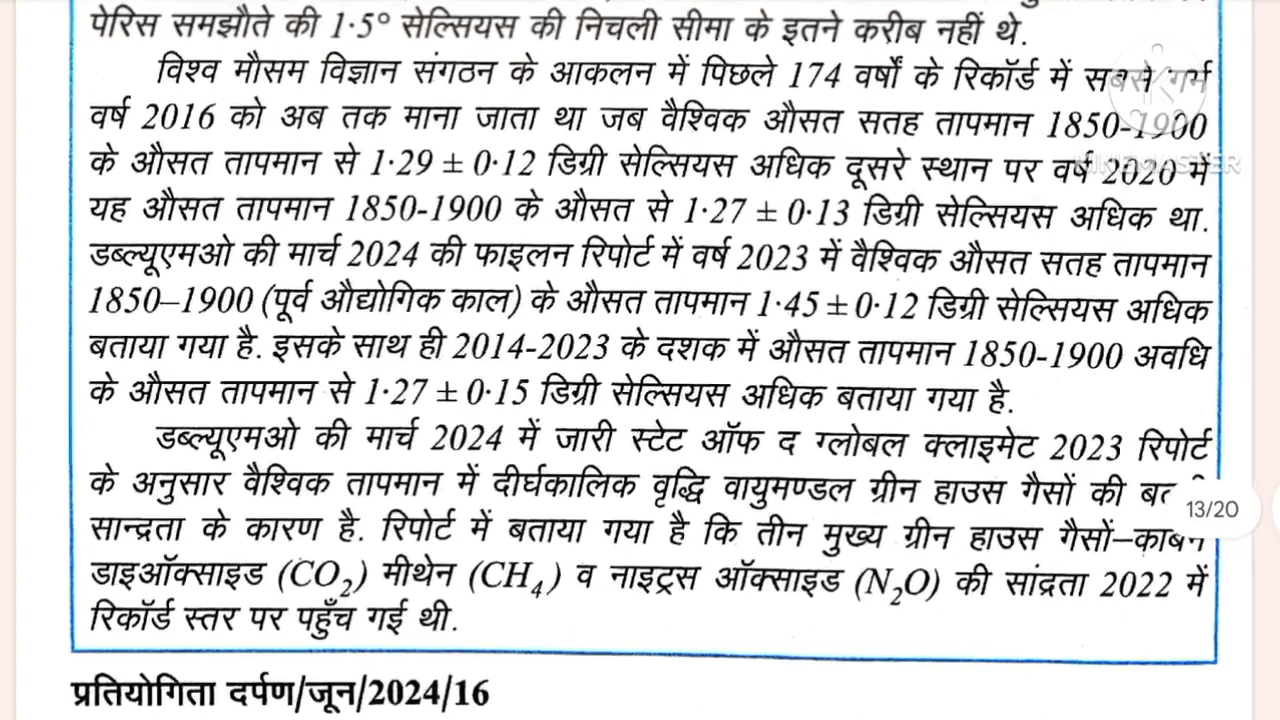 पेरिस समझौते की 1·5° सेल्सियस की निचली सीमा के इतने करीब नहीं थे.
विश्व मौसम विज्ञान संगठन के आकलन में पिछले 174 वर्षों के रिकॉर्ड में सबसे गर्म
वर्ष 2016 को अब तक माना जाता था जब वैश्विक औसत सतह तापमान 1850-1900
के औसत तापमान से 1·29 ± 0·12 डिग्री सेल्सियस अधिक दूसरे स्थान पर वर्ष 2020 में
KINEMASTER
यह औसत तापमान 1850-1900 के औसत से 1·27 ± 0·13 डिग्री सेल्सियस अधिक था.
डब्ल्यूएमओ की मार्च 2024 की फाइलन रिपोर्ट में वर्ष 2023 में वैश्विक औसत सतह तापमान
1850–1900 (पूर्व औद्योगिक काल) के औसत तापमान 1·45 ± 0·12 डिग्री सेल्सियस अधिक
बताया गया है. इसके साथ ही 2014-2023 के दशक में औसत तापमान 1850-1900 अवधि
के औसत तापमान से 1·27 ± 0·15 डिग्री सेल्सियस अधिक बताया गया है.
डब्ल्यूएमओ की मार्च 2024 में जारी स्टेट ऑफ द ग्लोबल क्लाइमेट 2023 रिपोर्ट
के अनुसार वैश्विक तापमान में दीर्घकालिक वृद्धि वायुमण्डल ग्रीन हाउस गैसों की
13/20
सान्द्रता के कारण है. रिपोर्ट में बताया गया है कि तीन मुख्य ग्रीन हाउस गैसों–कार्बन
डाइऑक्साइड (CO₂) मीथेन (CH₄) व नाइट्रस ऑक्साइड (N₂O) की सांद्रता 2022 में
रिकॉर्ड स्तर पर पहुँच गई थी.
प्रतियोगिता दर्पण/जून/2024/16